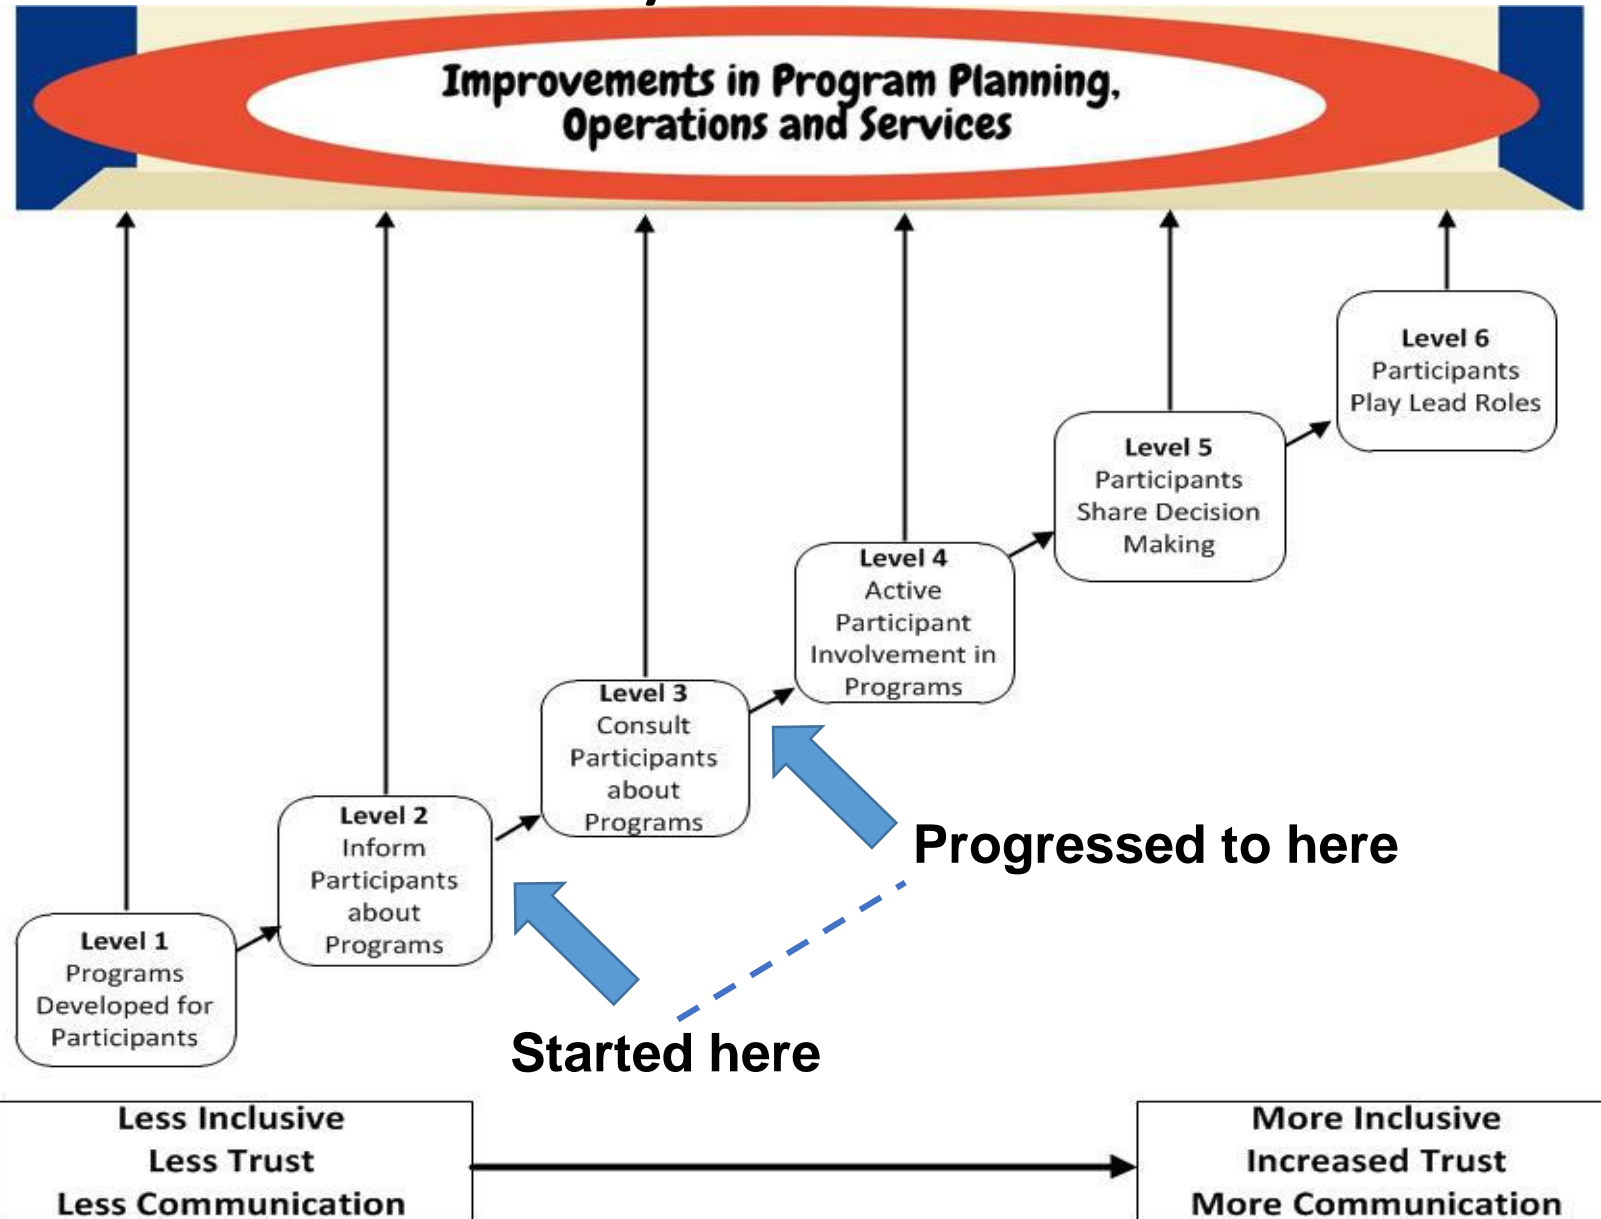 Improvements in Program Planning,
Operations and Services
Level 6
Participants
Play Lead Roles
Level 5
Participants
Share Decision
Making
Level 4
Active
Participant
Involvement in
Programs
Level 3
Consult
Participants
about
Programs
Level 2
Inform
Participants
about
Programs
Level 1
Programs
Developed for
Participants
Progressed to here
Started here
Less Inclusive
Less Trust
Less Communication
More Inclusive
Increased Trust
More Communication